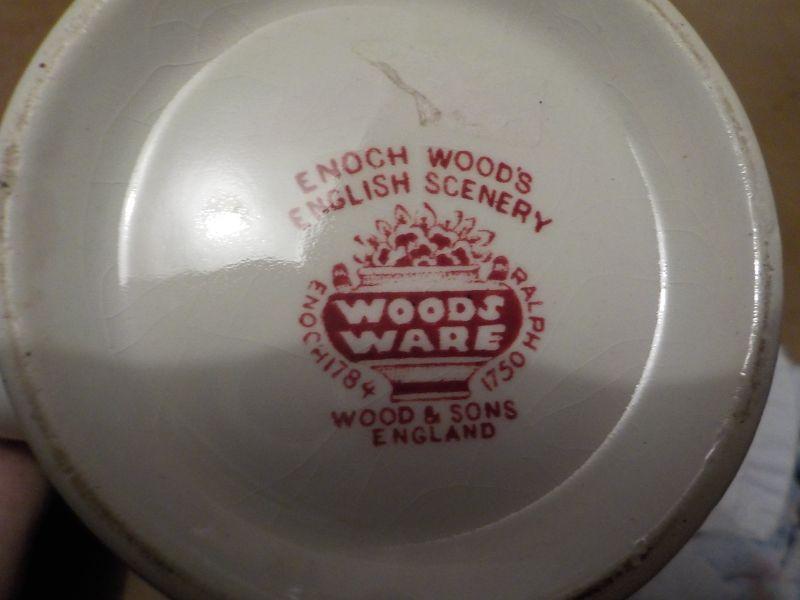 ENOCH WOOD'S
ENGLISH SCENERY
ENOCH 1784
WOODS
WARE
RALPH 1750
WOOD & SONS
ENGLAND